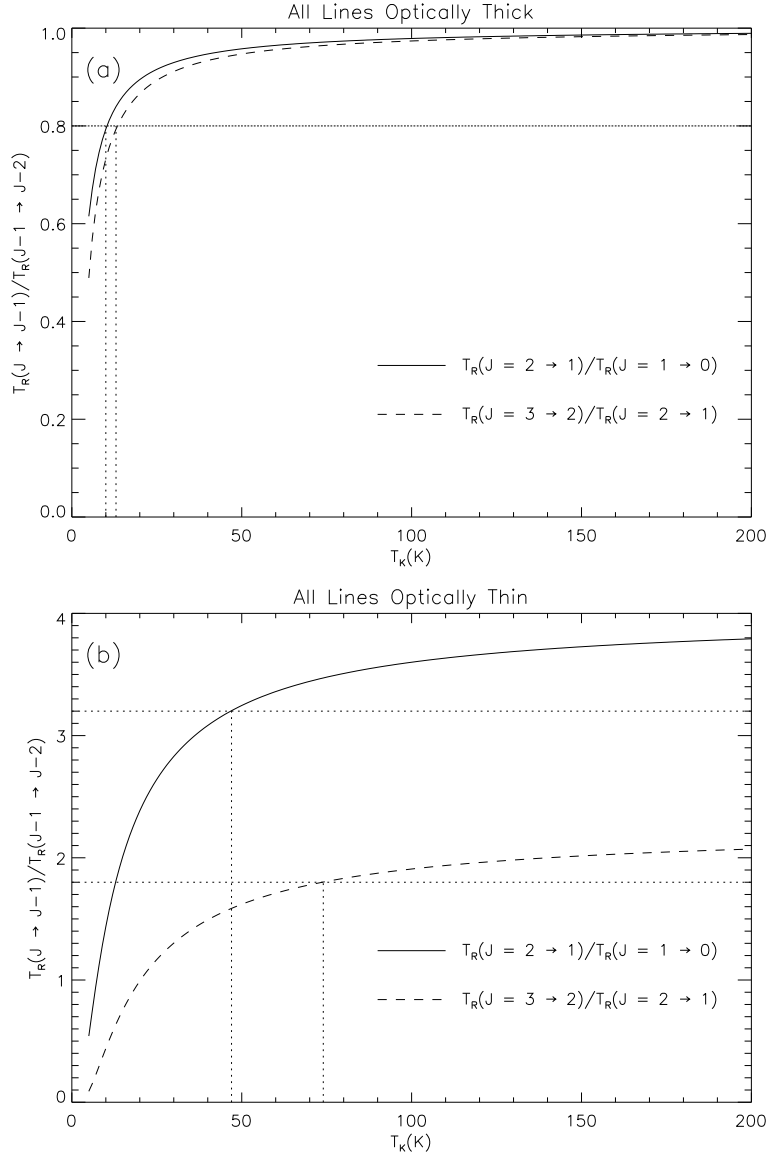 All Lines Optically Thick
(a)
1.0
0.8
0.6
0.4
0.2
0.0
T_R(J → J−1)/T_R(J−1 → J−2)
T_R(J = 2 → 1)/T_R(J = 1 → 0)
T_R(J = 3 → 2)/T_R(J = 2 → 1)
0 50 100 150 200
T_K(K)
All Lines Optically Thin
(b)
4
3
2
1
0
T_R(J → J−1)/T_R(J−1 → J−2)
T_R(J = 2 → 1)/T_R(J = 1 → 0)
T_R(J = 3 → 2)/T_R(J = 2 → 1)
0 50 100 150 200
T_K(K)